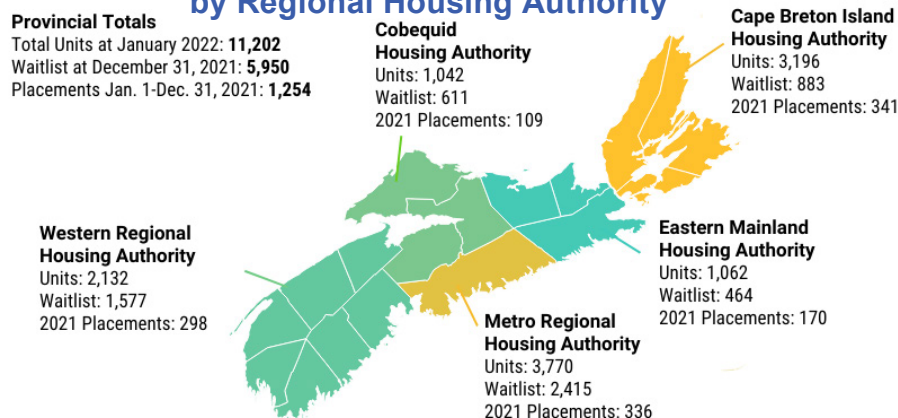 by Regional Housing Authority
Provincial Totals
Total Units at January 2022: 11,202
Waitlist at December 31, 2021: 5,950
Placements Jan. 1-Dec. 31, 2021: 1,254
Cobequid
Housing Authority
Units: 1,042
Waitlist: 611
2021 Placements: 109
Cape Breton Island
Housing Authority
Units: 3,196
Waitlist: 883
2021 Placements: 341
Western Regional
Housing Authority
Units: 2,132
Waitlist: 1,577
2021 Placements: 298
Eastern Mainland
Housing Authority
Units: 1,062
Waitlist: 464
2021 Placements: 170
Metro Regional
Housing Authority
Units: 3,770
Waitlist: 2,415
2021 Placements: 336